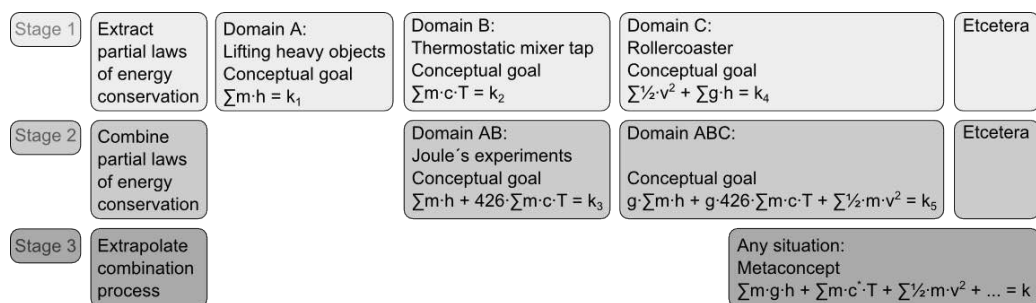 Stage 1
Extract
partial laws
of energy
conservation
Domain A:
Lifting heavy objects
Conceptual goal
∑m·h = k₁
Domain B:
Thermostatic mixer tap
Conceptual goal
∑m·c·T = k₂
Domain C:
Rollercoaster
Conceptual goal
∑½·v² + ∑g·h = k₄
Etcetera
Stage 2
Combine
partial laws
of energy
conservation
Domain AB:
Joule´s experiments
Conceptual goal
∑m·h + 426·∑m·c·T = k₃
Domain ABC:
Conceptual goal
g·∑m·h + g·426·∑m·c·T + ∑½·m·v² = k₅
Etcetera
Stage 3
Extrapolate
combination
process
Any situation:
Metaconcept
∑m·g·h + ∑m·c*·T + ∑½·m·v² + ... = k